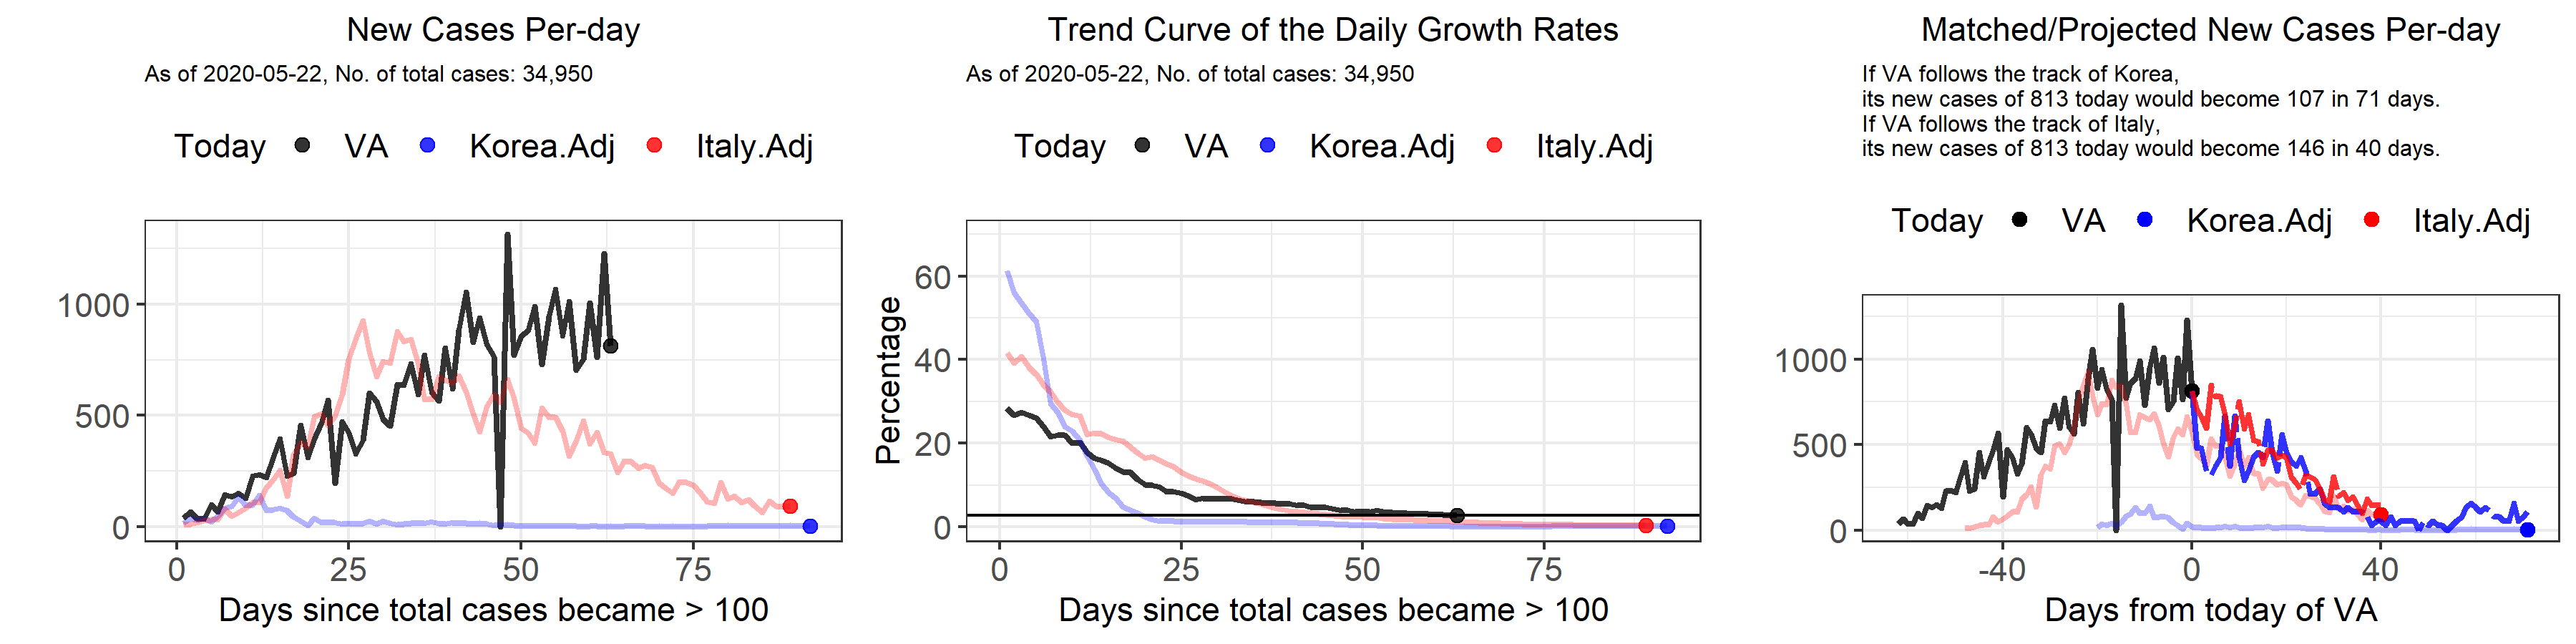 New Cases Per-day
As of 2020-05-22, No. of total cases: 34,950
Today VA Korea.Adj Italy.Adj
1000
500
0
0 25 50 75
Days since total cases became > 100
Trend Curve of the Daily Growth Rates
As of 2020-05-22, No. of total cases: 34,950
Today VA Korea.Adj Italy.Adj
Percentage
60
40
20
0
0 25 50 75
Days since total cases became > 100
Matched/Projected New Cases Per-day
If VA follows the track of Korea,
its new cases of 813 today would become 107 in 71 days.
If VA follows the track of Italy,
its new cases of 813 today would become 146 in 40 days.
Today VA Korea.Adj Italy.Adj
1000
500
0
-40 0 40
Days from today of VA